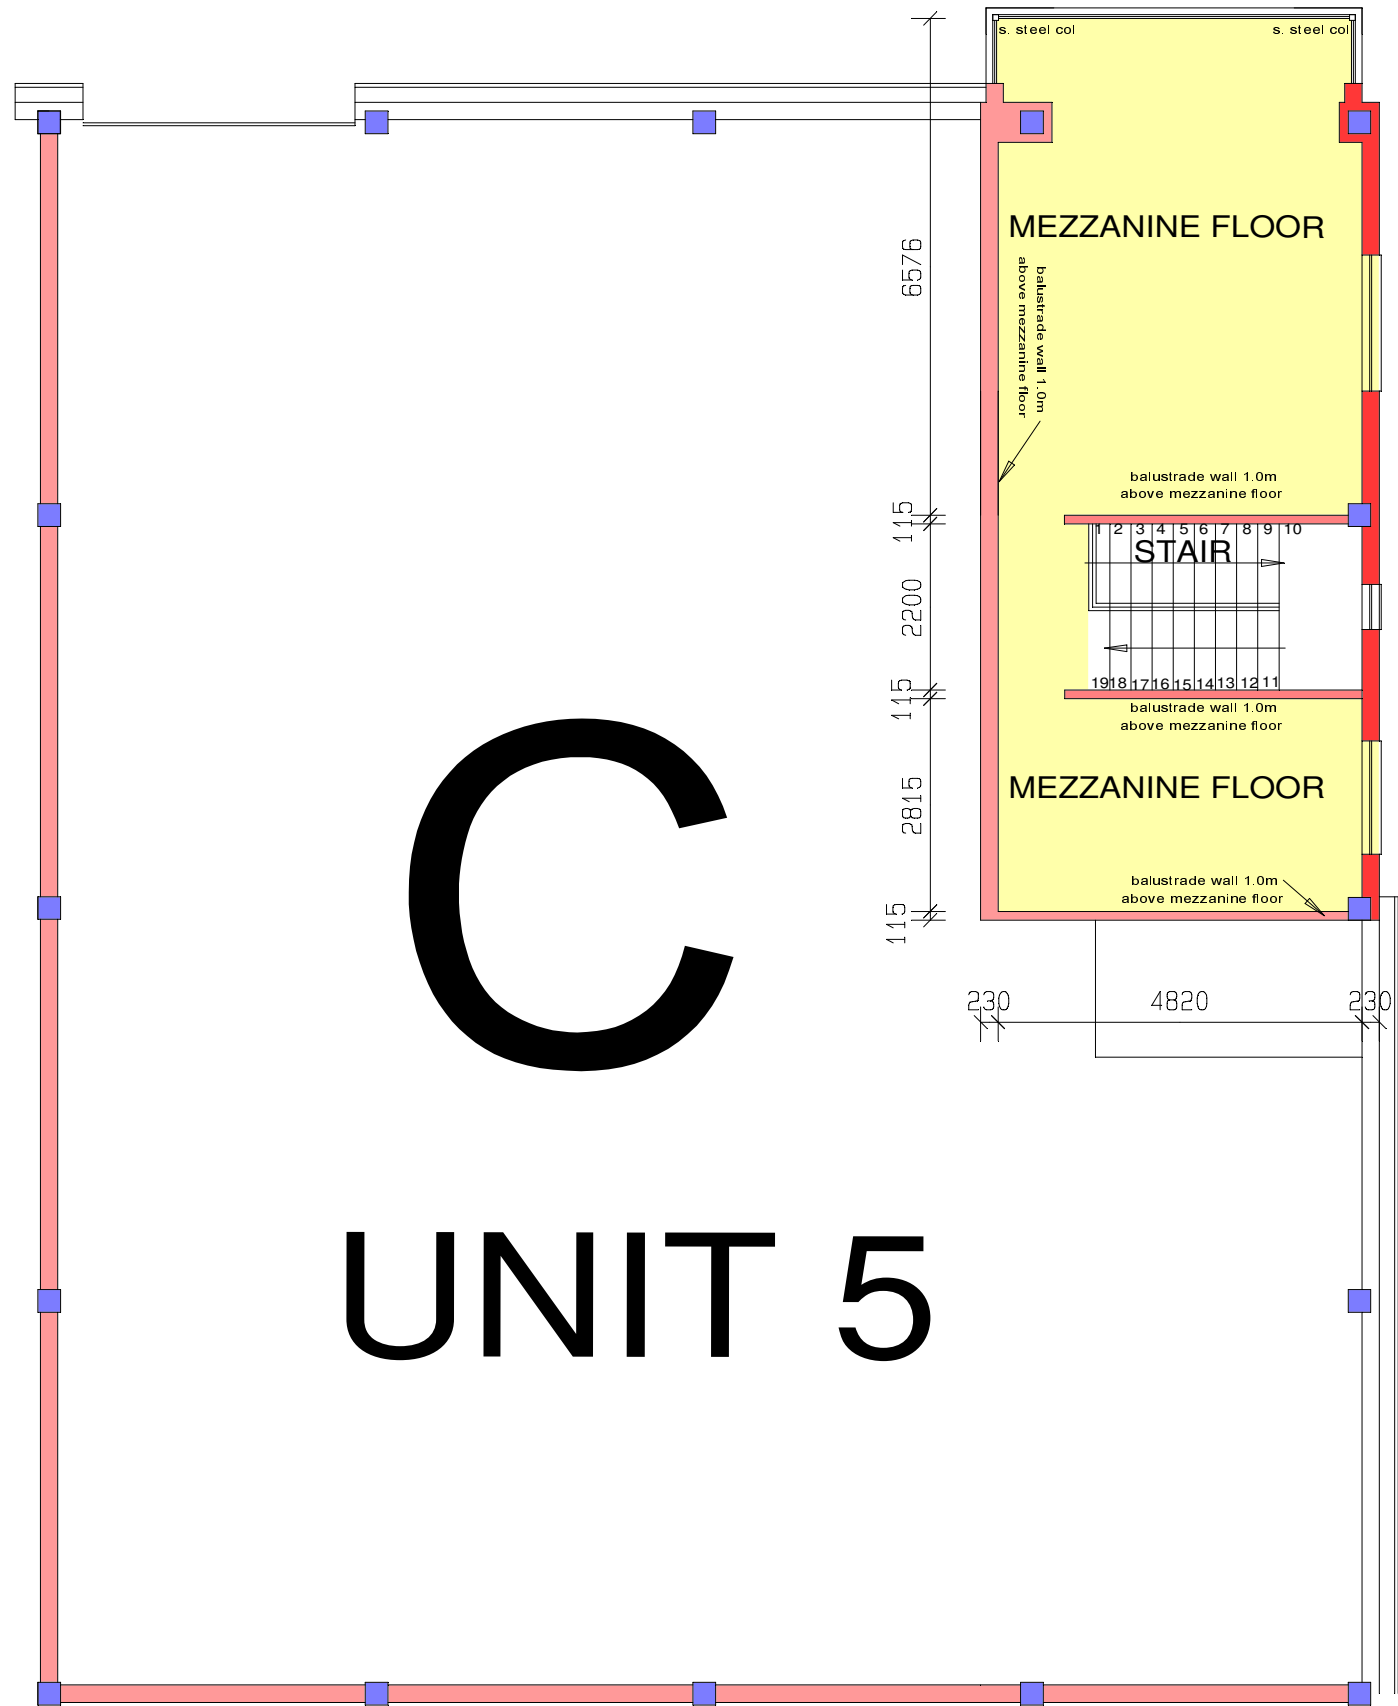 s. steel col
s. steel col
MEZZANINE FLOOR
6576
balustrade wall 1.0m
above mezzanine floor
balustrade wall 1.0m
above mezzanine floor
115
1 2 3 4 5 6 7 8 9 10
STAIR
2200
19 18 17 16 15 14 13 12 11
115
balustrade wall 1.0m
above mezzanine floor
MEZZANINE FLOOR
2815
balustrade wall 1.0m
above mezzanine floor
115
C
230
4820
230
UNIT 5